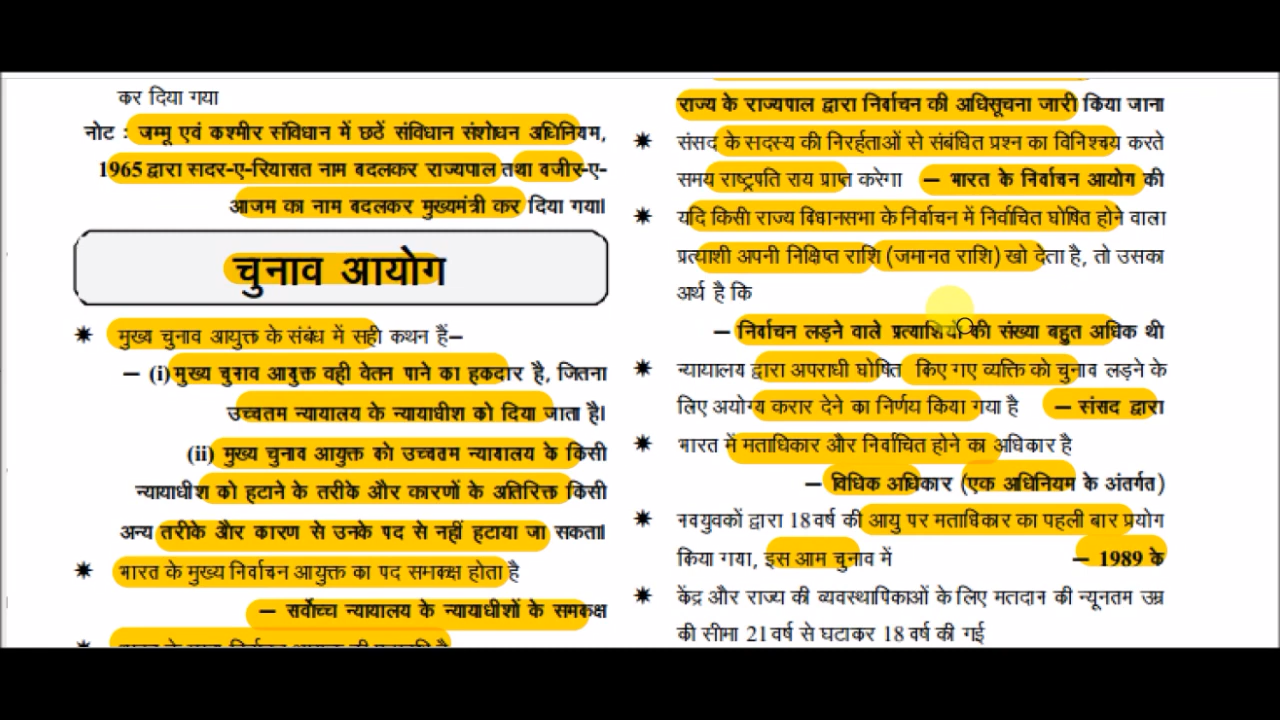 कर दिया गया
नोट : जम्मू एवं कश्मीर संविधान में छठें संविधान संशोधन अधिनियम,
1965 द्वारा सदर-ए-रियासत नाम बदलकर राज्यपाल तथा वजीर-ए-
आजम का नाम बदलकर मुख्यमंत्री कर दिया गया।
चुनाव आयोग
✷ मुख्य चुनाव आयुक्त के संबंध में सही कथन हैं–
– (i) मुख्य चुनाव आयुक्त वही वेतन पाने का हकदार है, जितना
उच्चतम न्यायालय के न्यायाधीश को दिया जाता है।
(ii) मुख्य चुनाव आयुक्त को उच्चतम न्यायालय के किसी
न्यायाधीश को हटाने के तरीके और कारणों के अतिरिक्त किसी
अन्य तरीके और कारण से उनके पद से नहीं हटाया जा सकता।
✷ भारत के मुख्य निर्वाचन आयुक्त का पद समकक्ष होता है
– सर्वोच्च न्यायालय के न्यायाधीशों के समकक्ष
राज्य के राज्यपाल द्वारा निर्वाचन की अधिसूचना जारी किया जाना
✷ संसद के सदस्य की निरर्हताओं से संबंधित प्रश्न का विनिश्चय करते
समय राष्ट्रपति राय प्राप्त करेगा – भारत के निर्वाचन आयोग की
✷ यदि किसी राज्य विधानसभा के निर्वाचन में निर्वाचित घोषित होने वाला
प्रत्याशी अपनी निक्षिप्त राशि (जमानत राशि) खो देता है, तो उसका
अर्थ है कि
– निर्वाचन लड़ने वाले प्रत्याशियों की संख्या बहुत अधिक थी
✷ न्यायालय द्वारा अपराधी घोषित किए गए व्यक्ति को चुनाव लड़ने के
लिए अयोग्य करार देने का निर्णय किया गया है – संसद द्वारा
✷ भारत में मताधिकार और निर्वाचित होने का अधिकार है
– विधिक अधिकार (एक अधिनियम के अंतर्गत)
✷ नवयुवकों द्वारा 18 वर्ष की आयु पर मताधिकार का पहली बार प्रयोग
किया गया, इस आम चुनाव में – 1989 के
✷ केंद्र और राज्य की व्यवस्थापिकाओं के लिए मतदान की न्यूनतम उम्र
की सीमा 21 वर्ष से घटाकर 18 वर्ष की गई